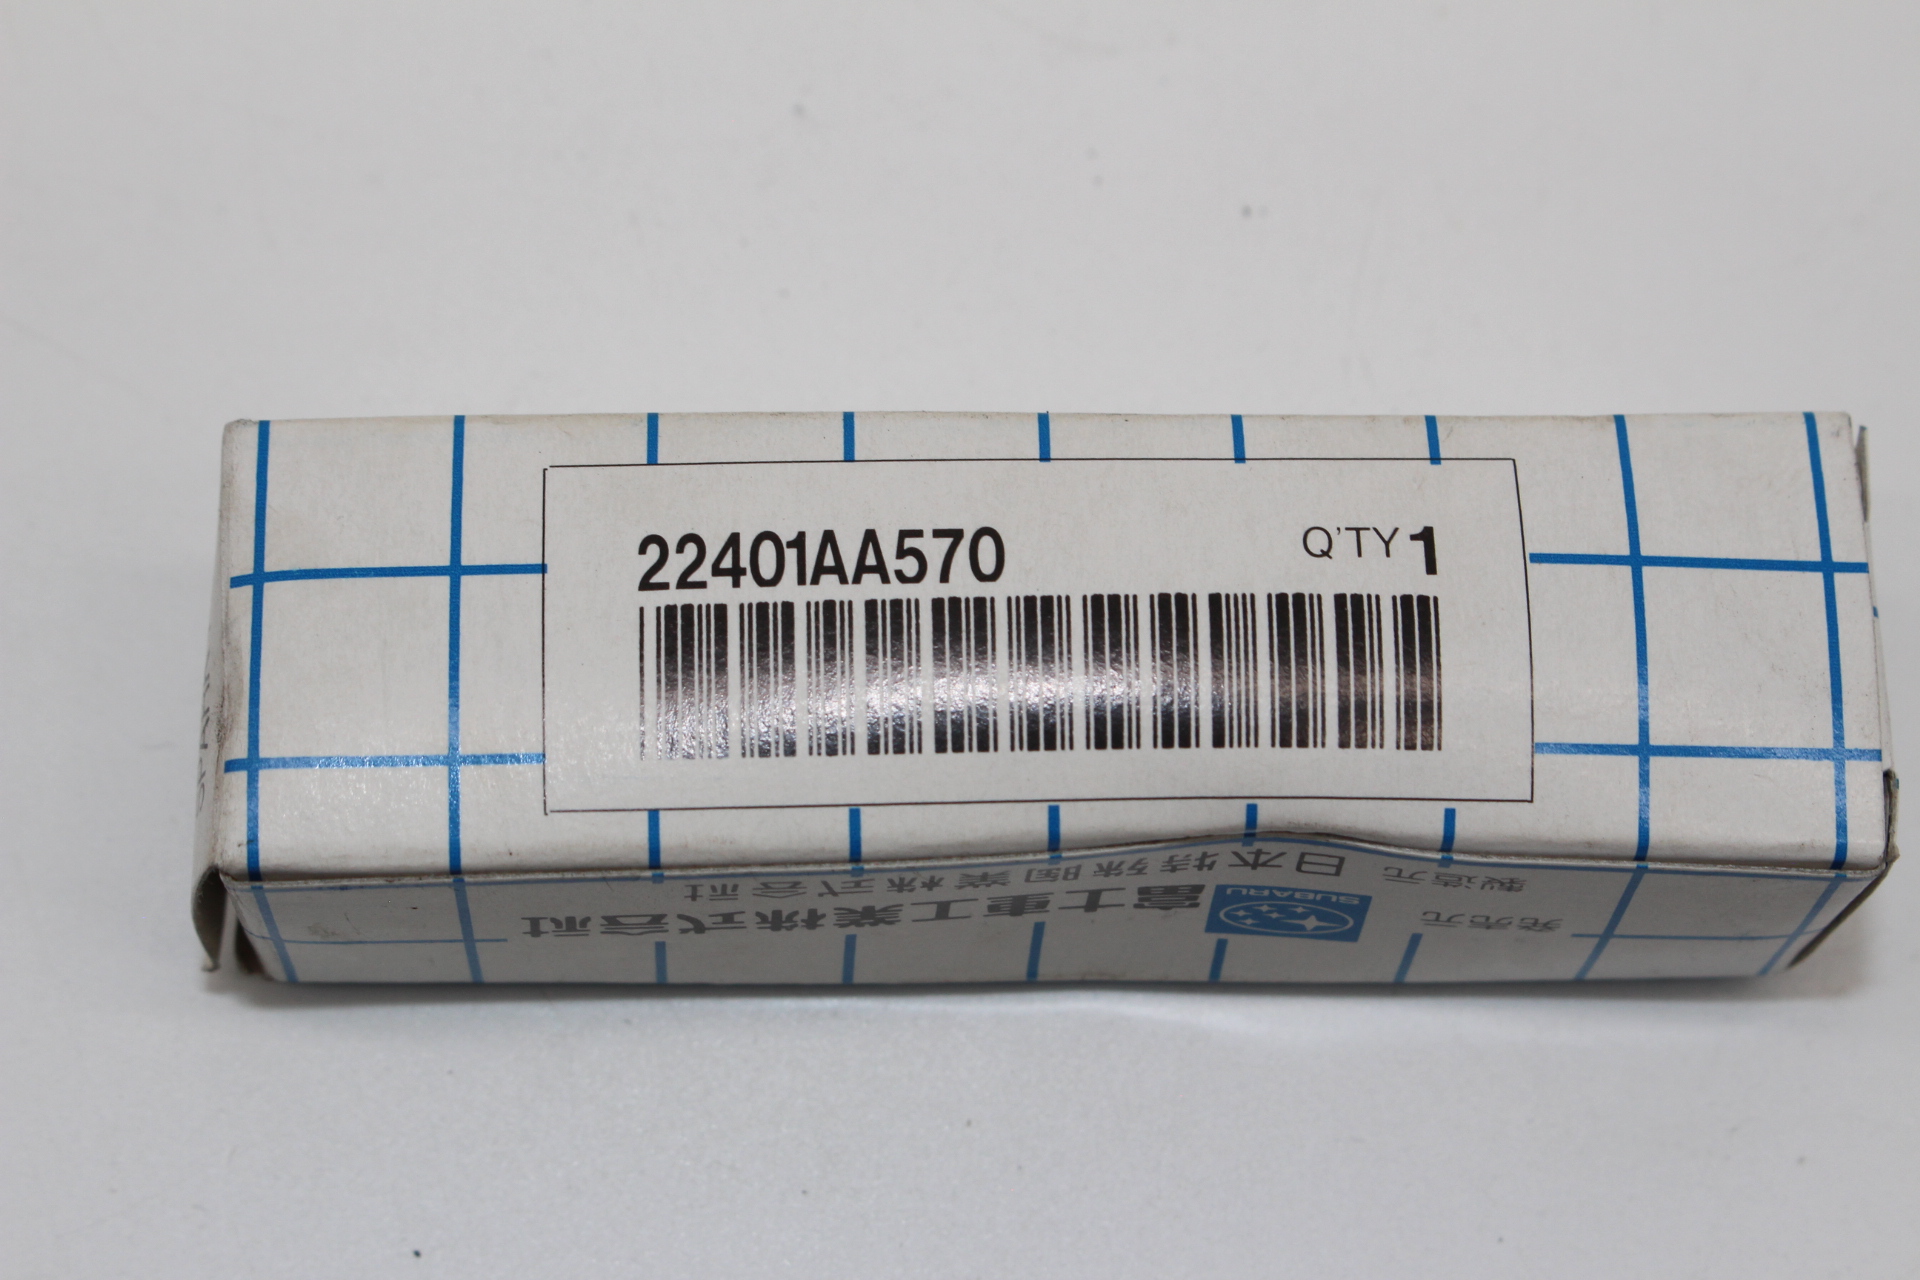 22401AA570
Q'TY 1
発売元 SUBARU 富士重工業株式会社
製造元 日本特殊陶業株式会社